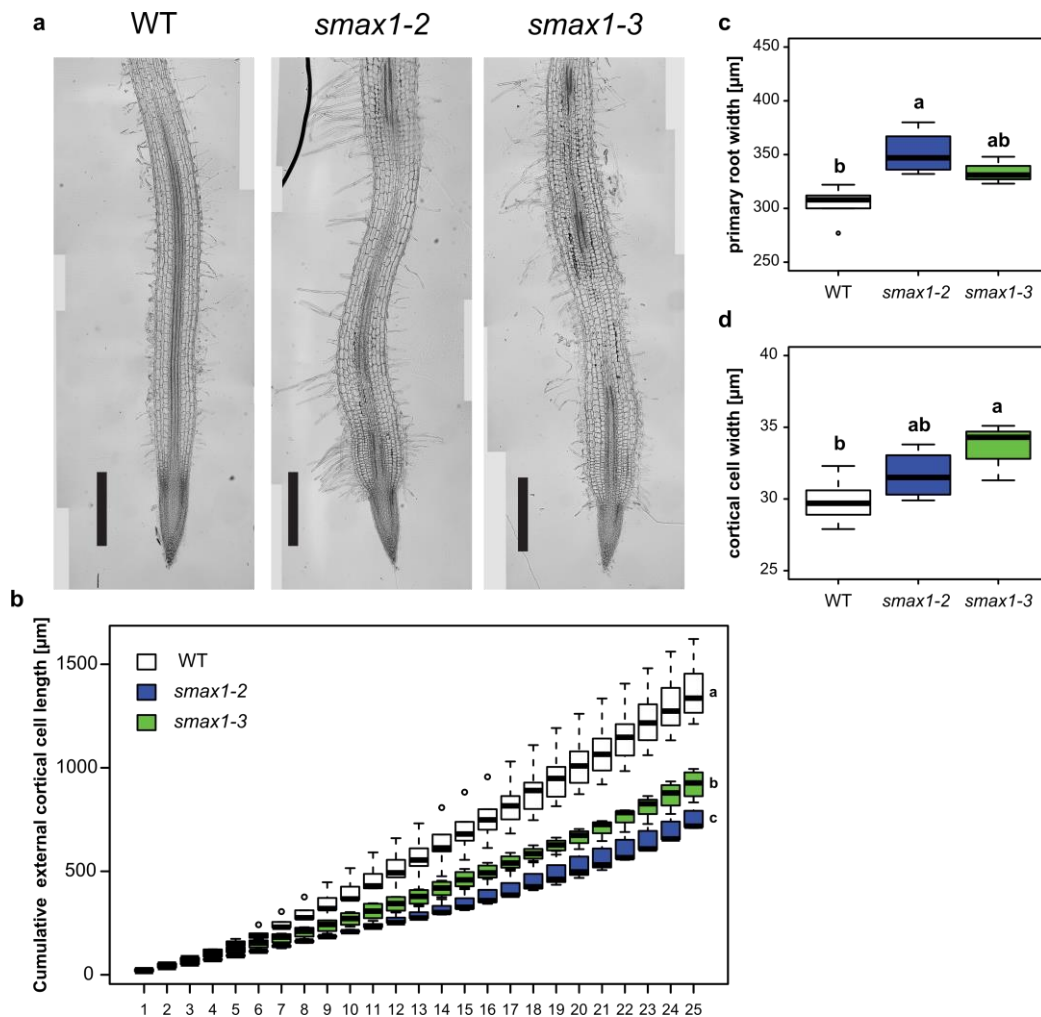 a
WT
smax1-2
smax1-3
c
primary root width [µm]
450
400
350
300
250
b
a
ab
WT
smax1-2
smax1-3
d
cortical cell width [µm]
40
35
30
25
b
ab
a
WT
smax1-2
smax1-3
b
Cumulative external cortical cell length [µm]
1500
1000
500
0
WT
smax1-2
smax1-3
a
b
c
1 2 3 4 5 6 7 8 9 10 11 12 13 14 15 16 17 18 19 20 21 22 23 24 25